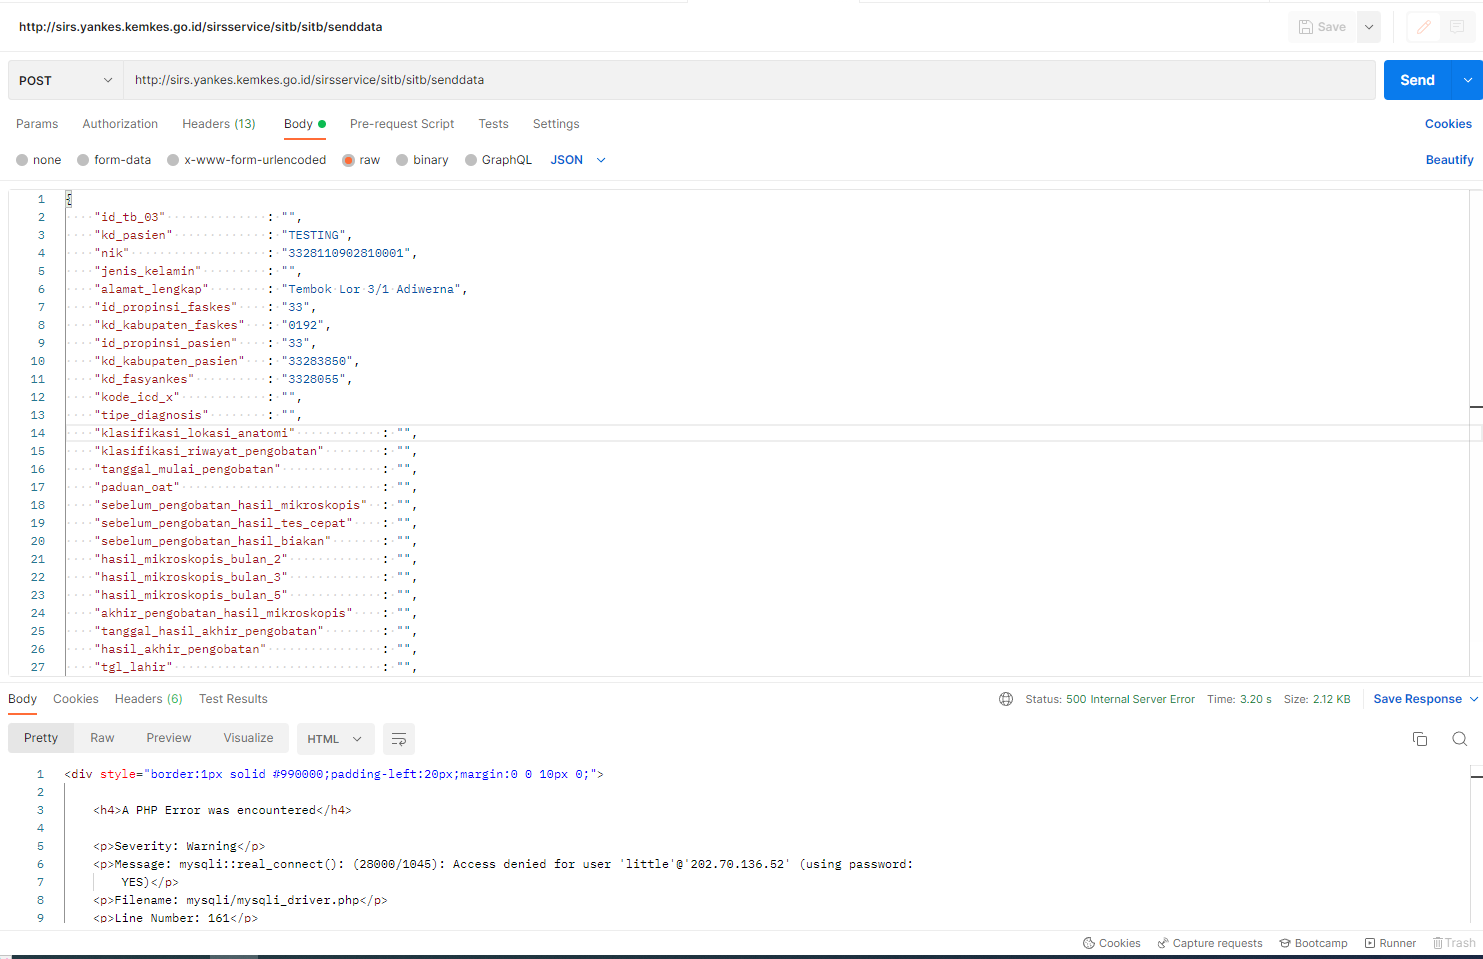 http://sirs.yankes.kemkes.go.id/sirsservice/sitb/sitb/senddata
Save
POST http://sirs.yankes.kemkes.go.id/sirsservice/sitb/sitb/senddata Send
Params Authorization Headers (13) Body Pre-request Script Tests Settings Cookies
none form-data x-www-form-urlencoded raw binary GraphQL JSON Beautify
1 {
2 "id_tb_03" : "",
3 "kd_pasien" : "TESTING",
4 "nik" : "3328110902810001",
5 "jenis_kelamin" : "",
6 "alamat_lengkap" : "Tembok Lor 3/1 Adiwerna",
7 "id_propinsi_faskes" : "33",
8 "kd_kabupaten_faskes" : "0192",
9 "id_propinsi_pasien" : "33",
10 "kd_kabupaten_pasien" : "33283850",
11 "kd_fasyankes" : "3328055",
12 "kode_icd_x" : "",
13 "tipe_diagnosis" : "",
14 "klasifikasi_lokasi_anatomi" : "",
15 "klasifikasi_riwayat_pengobatan" : "",
16 "tanggal_mulai_pengobatan" : "",
17 "paduan_oat" : "",
18 "sebelum_pengobatan_hasil_mikroskopis" : "",
19 "sebelum_pengobatan_hasil_tes_cepat" : "",
20 "sebelum_pengobatan_hasil_biakan" : "",
21 "hasil_mikroskopis_bulan_2" : "",
22 "hasil_mikroskopis_bulan_3" : "",
23 "hasil_mikroskopis_bulan_5" : "",
24 "akhir_pengobatan_hasil_mikroskopis" : "",
25 "tanggal_hasil_akhir_pengobatan" : "",
26 "hasil_akhir_pengobatan" : "",
27 "tgl_lahir" : "",
Body Cookies Headers (6) Test Results Status: 500 Internal Server Error Time: 3.20 s Size: 2.12 KB Save Response
Pretty Raw Preview Visualize HTML
1 <div style="border:1px solid #990000;padding-left:20px;margin:0 0 10px 0;">
2
3 <h4>A PHP Error was encountered</h4>
4
5 <p>Severity: Warning</p>
6 <p>Message: mysqli::real_connect(): (28000/1045): Access denied for user 'little'@'202.70.136.52' (using password:
7 YES)</p>
8 <p>Filename: mysqli/mysqli_driver.php</p>
9 <p>Line Number: 161</p>
Cookies Capture requests Bootcamp Runner Trash